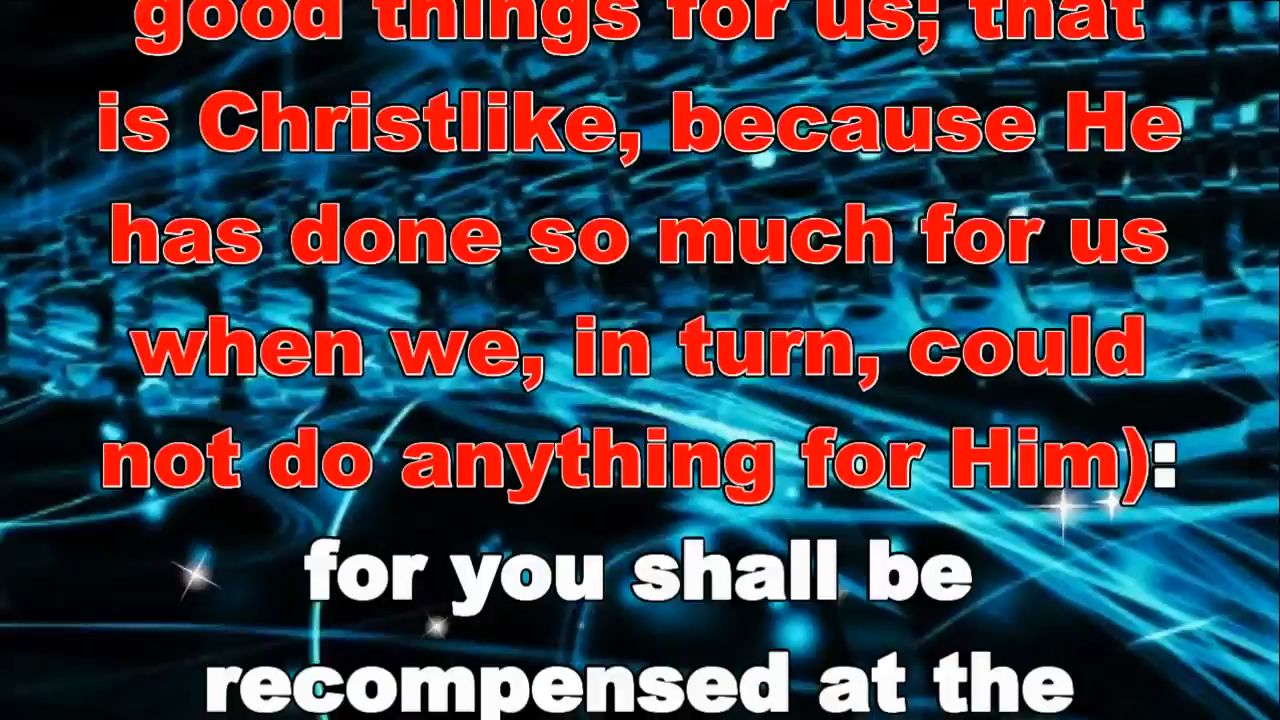 good things for us; that
is Christlike, because He
has done so much for us
when we, in turn, could
not do anything for Him):
for you shall be
recompensed at the